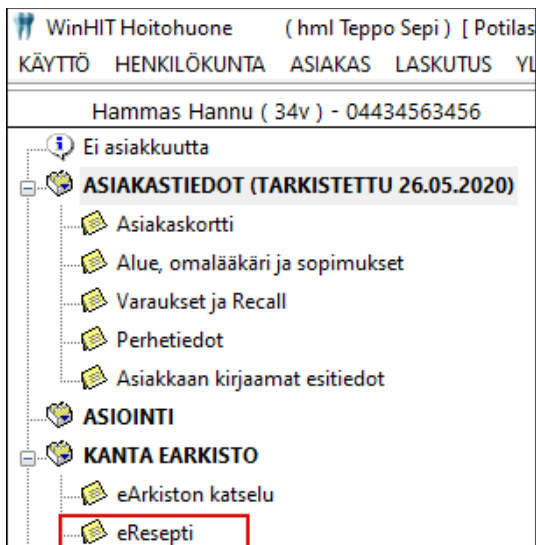 WinHIT Hoitohuone ( hml Teppo Sepi ) [ Potilas
KÄYTTÖ HENKILÖKUNTA ASIAKAS LASKUTUS YL
Hammas Hannu ( 34v ) - 04434563456
Ei asiakkuutta
ASIAKASTIEDOT (TARKISTETTU 26.05.2020)
Asiakaskortti
Alue, omalääkäri ja sopimukset
Varaukset ja Recall
Perhetiedot
Asiakkaan kirjaamat esitiedot
ASIOINTI
KANTA EARKISTO
eArkiston katselu
eResepti